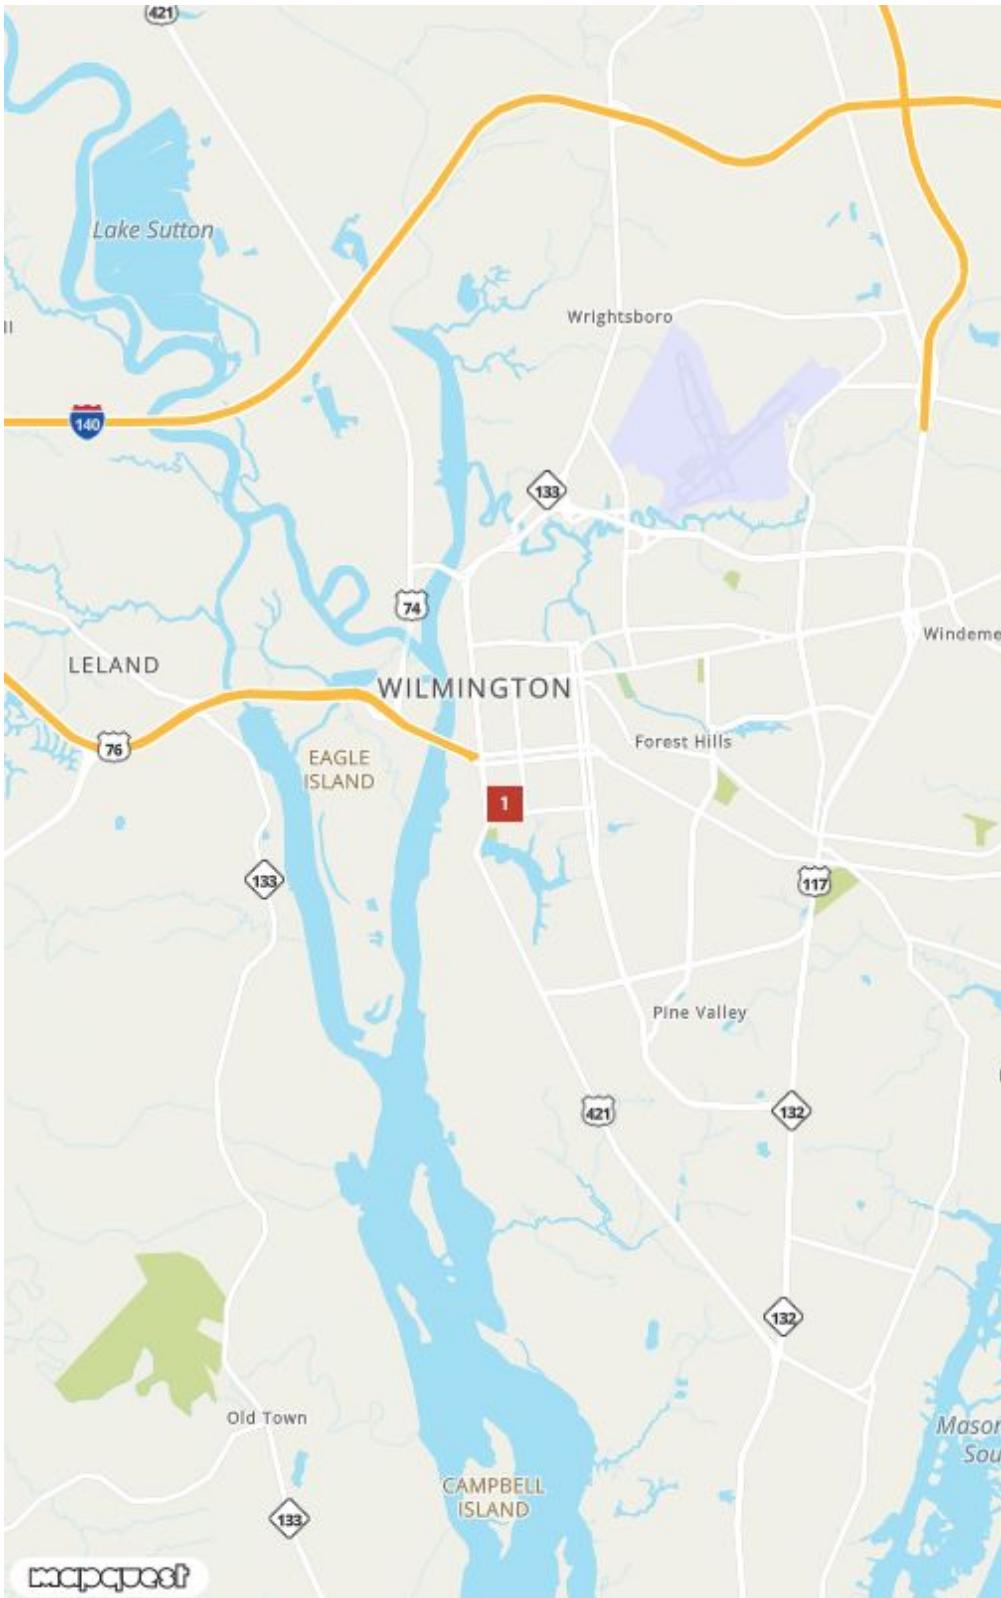 421
Lake Sutton
Wrightsboro
140
133
74
Windeme
LELAND
WILMINGTON
76
Forest Hills
EAGLE
ISLAND
1
133
117
Pine Valley
421
132
132
Old Town
Mason
Sou
CAMPBELL
ISLAND
133
mapquest